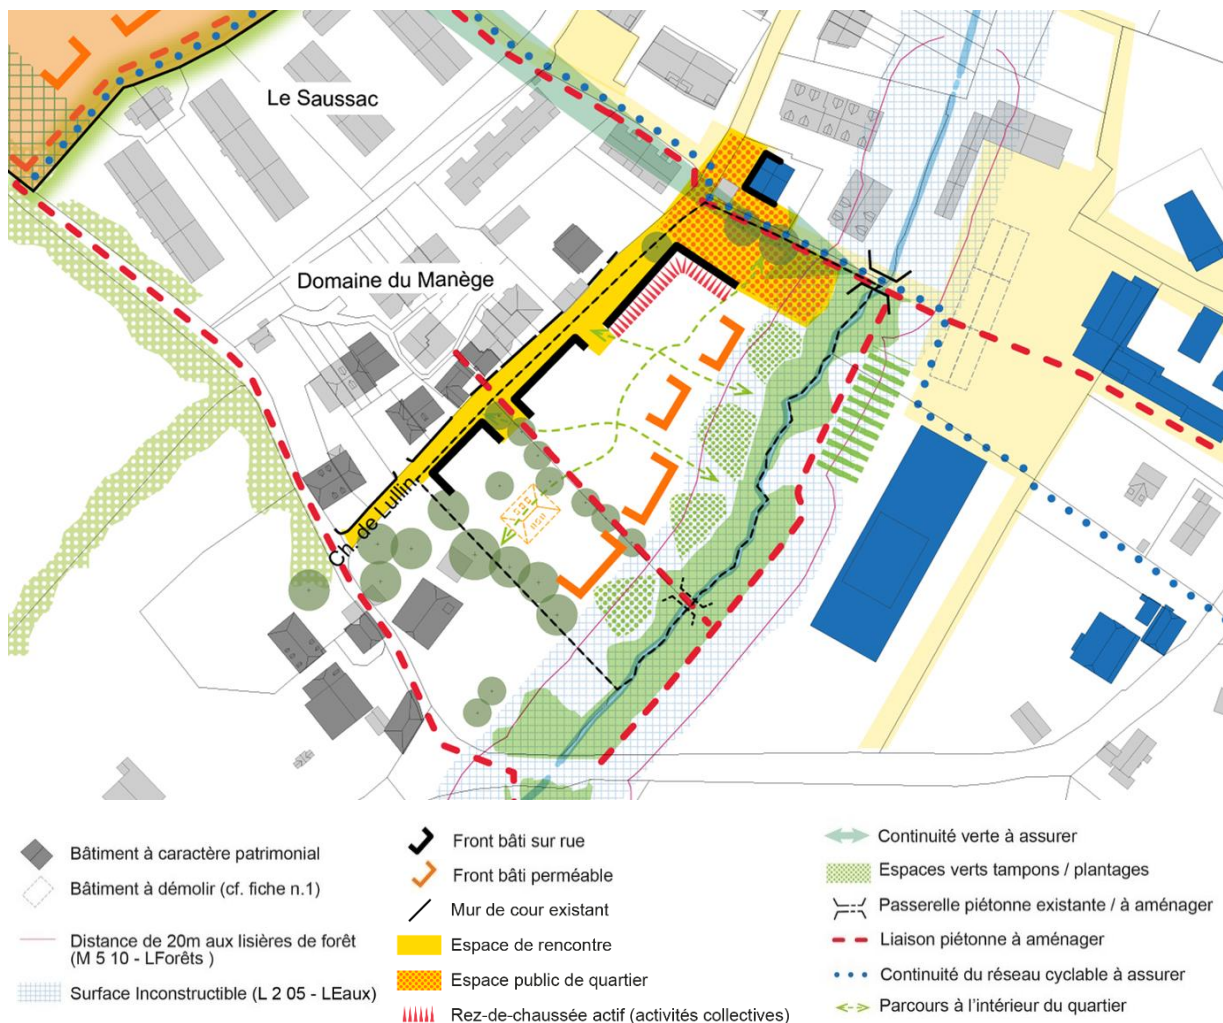 Le Saussac
Domaine du Manège
Ch. de Lullin
Bâtiment à caractère patrimonial
Bâtiment à démolir (cf. fiche n.1)
Distance de 20m aux lisières de forêt
(M 5 10 - LForêts )
Surface Inconstructible (L 2 05 - LEaux)
Front bâti sur rue
Front bâti perméable
Mur de cour existant
Espace de rencontre
Espace public de quartier
Rez-de-chaussée actif (activités collectives)
Continuité verte à assurer
Espaces verts tampons / plantages
Passerelle piétonne existante / à aménager
Liaison piétonne à aménager
Continuité du réseau cyclable à assurer
Parcours à l'intérieur du quartier